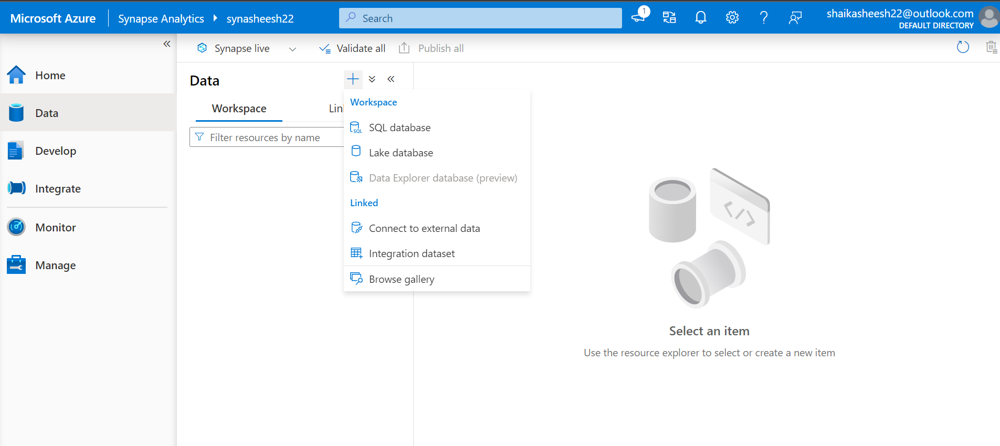 Microsoft Azure
Synapse Analytics
synasheesh22
Search
1
shaikasheesh22@outlook.com
DEFAULT DIRECTORY
Synapse live
Validate all
Publish all
Home
Data
Develop
Integrate
Monitor
Manage
Data
Workspace
Lin
Filter resources by name
Workspace
SQL database
Lake database
Data Explorer database (preview)
Linked
Connect to external data
Integration dataset
Browse gallery
Select an item
Use the resource explorer to select or create a new item